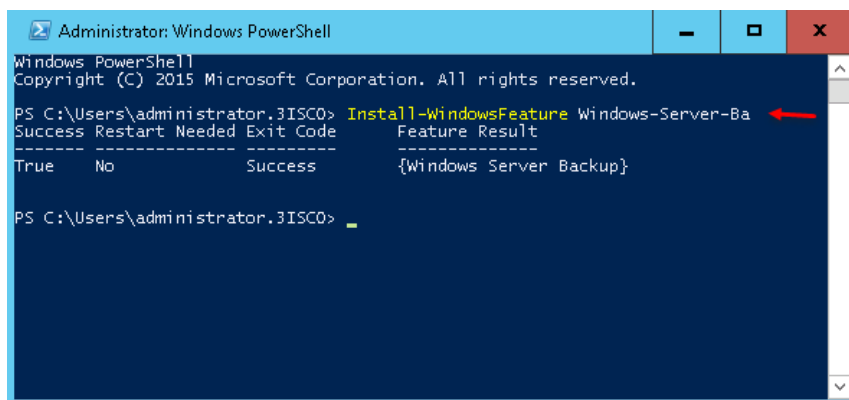 Administrator: Windows PowerShell
Windows PowerShell
Copyright (C) 2015 Microsoft Corporation. All rights reserved.
PS C:\Users\administrator.3ISCO> Install-WindowsFeature Windows-Server-Ba
Success Restart Needed Exit Code Feature Result
------- -------------- --------- --------------
True No Success {Windows Server Backup}
PS C:\Users\administrator.3ISCO> _